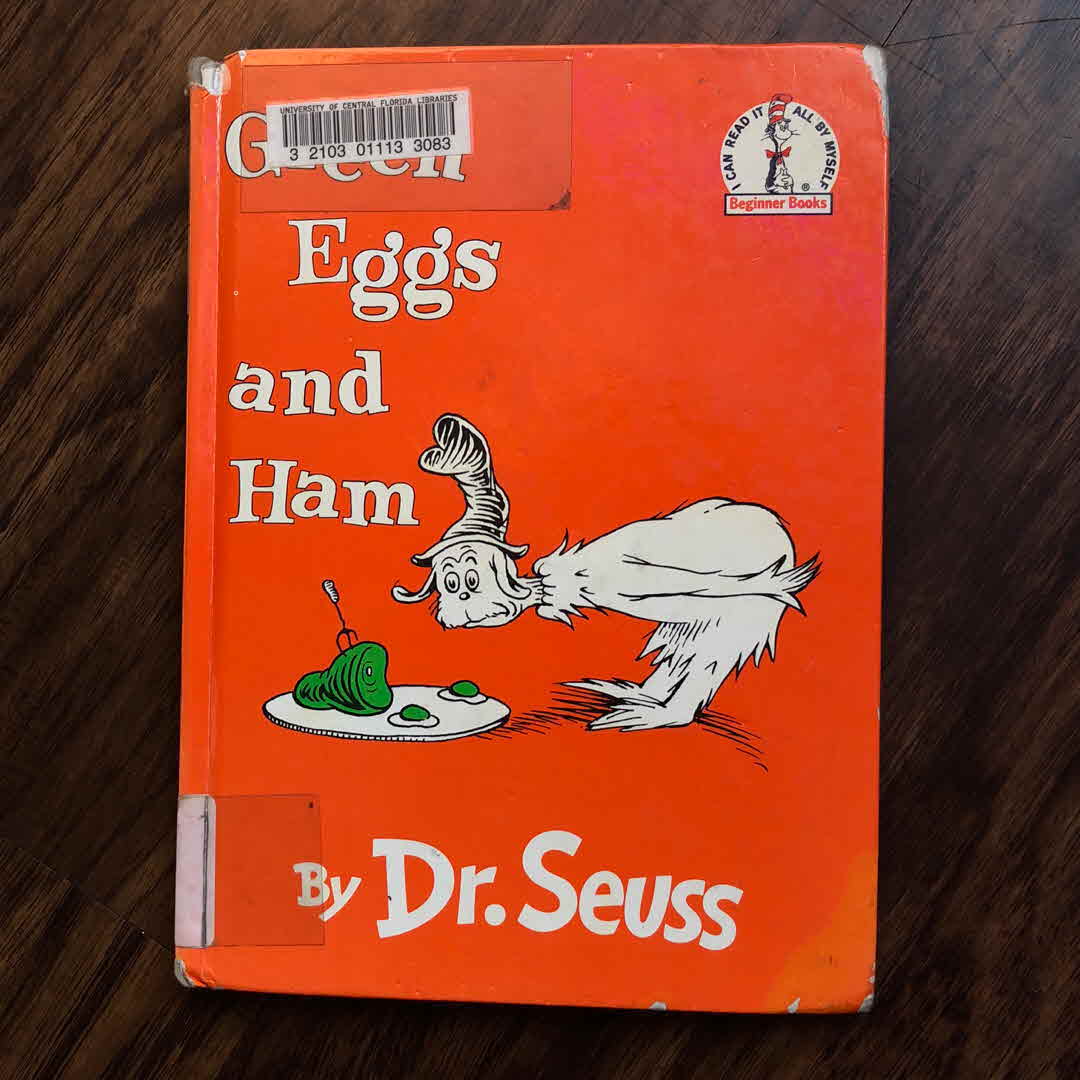 UNIVERSITY OF CENTRAL FLORIDA LIBRARIES
3 2103 01113 3083
Green
Eggs
and
Ham
I CAN READ IT ALL BY MYSELF
®
Beginner Books
By Dr. Seuss